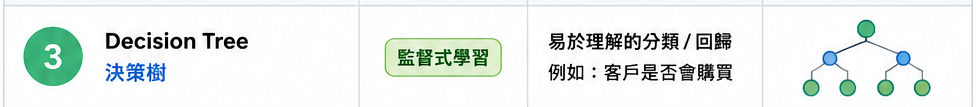 3
Decision Tree
決策樹
監督式學習
易於理解的分類 / 回歸
例如：客戶是否會購買